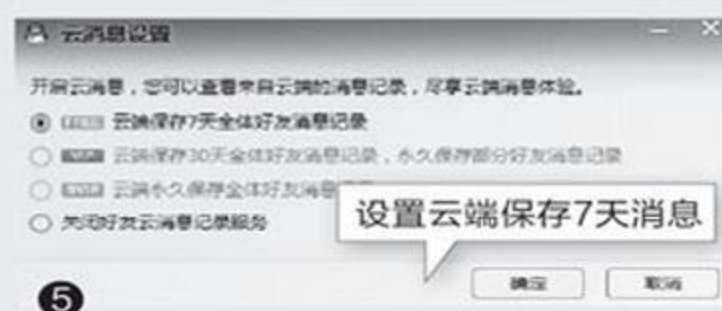 云消息设置
开启云消息，您可以查看来自云端的消息记录，尽享云端消息体验。
云端保存7天全体好友消息记录
云端保存30天全体好友消息记录，永久保存部分好友消息记录
云端永久保存全体好友消息
关闭好友云消息记录服务
设置云端保存7天消息
确定
取消
5